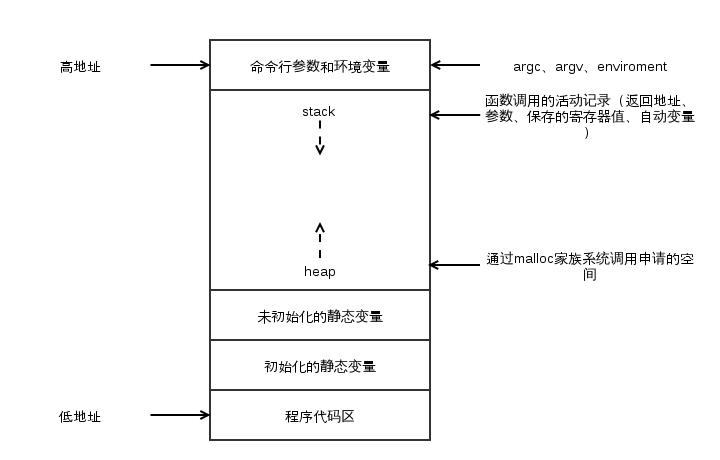 高地址
命令行参数和环境变量
argc、argv、enviroment
stack
函数调用的活动记录（返回地址、
参数、保存的寄存器值、自动变量
）
heap
通过malloc家族系统调用申请的空
间
未初始化的静态变量
初始化的静态变量
低地址
程序代码区